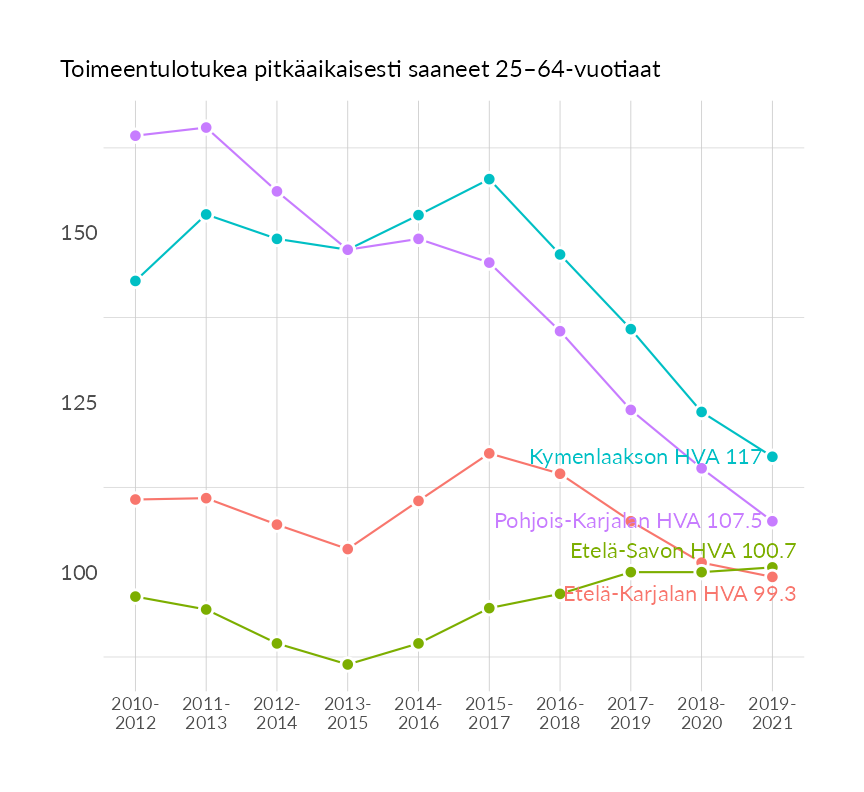 Toimeentulotukea pitkäaikaisesti saaneet 25–64-vuotiaat
150
125
100
Kymenlaakson HVA 117
Pohjois-Karjalan HVA 107.5
Etelä-Savon HVA 100.7
Etelä-Karjalan HVA 99.3
2010- 2011- 2012- 2013- 2014- 2015- 2016- 2017- 2018- 2019-
2012 2013 2014 2015 2016 2017 2018 2019 2020 2021